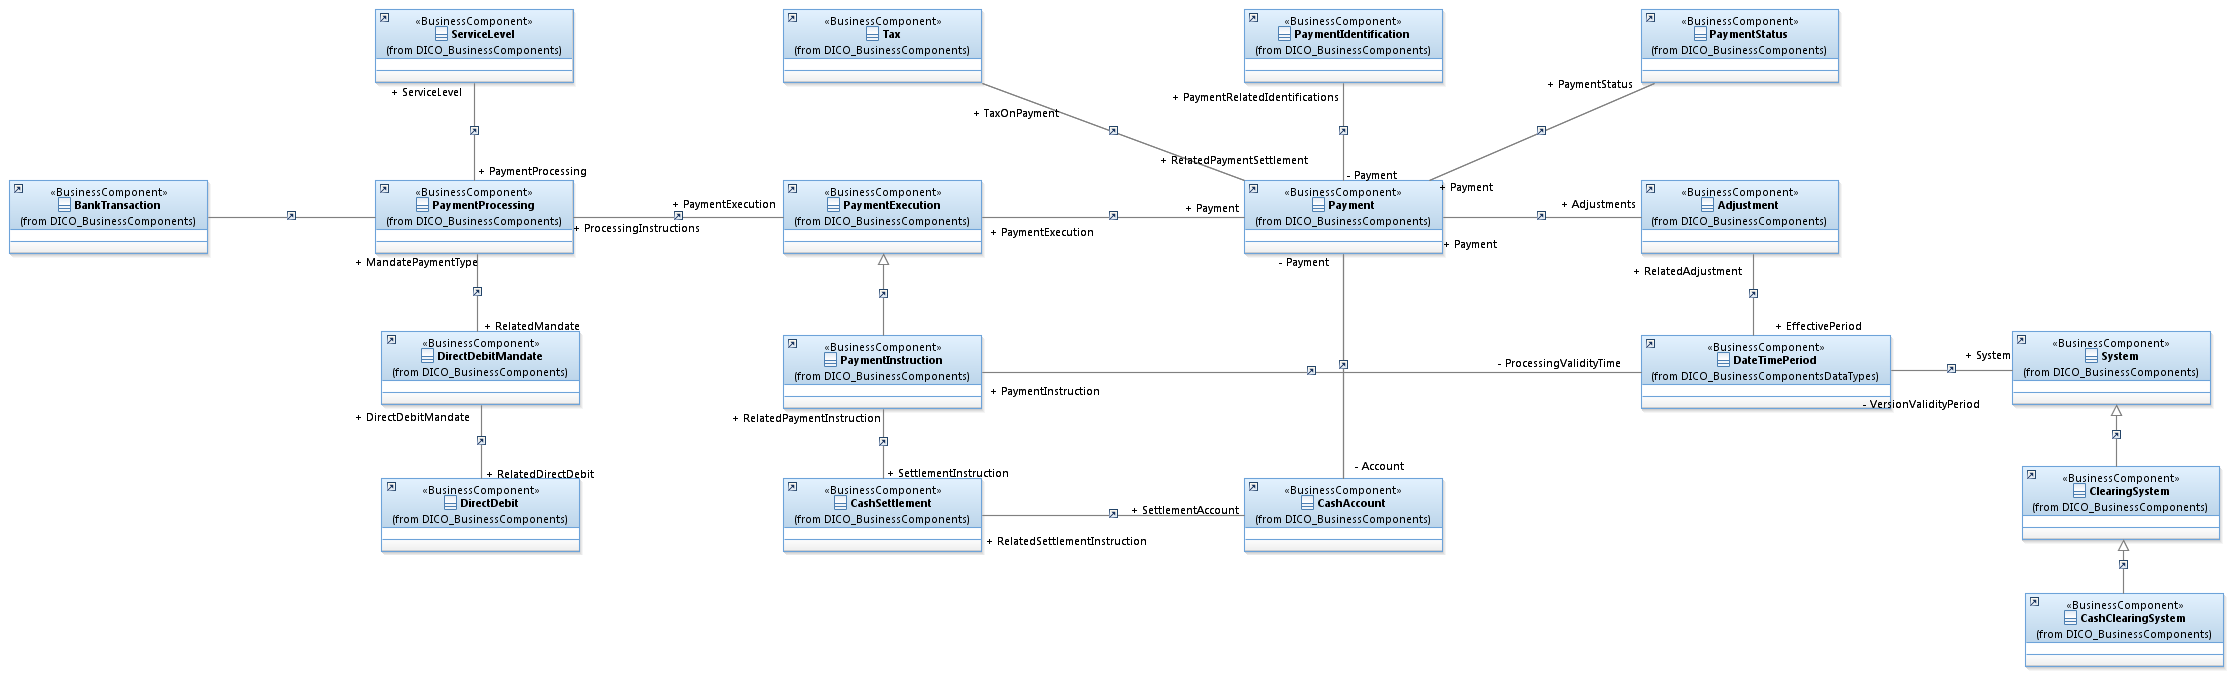 «BusinessComponent»
ServiceLevel
(from DICO_BusinessComponents)
«BusinessComponent»
Tax
(from DICO_BusinessComponents)
«BusinessComponent»
PaymentIdentification
(from DICO_BusinessComponents)
«BusinessComponent»
PaymentStatus
(from DICO_BusinessComponents)
+ ServiceLevel
+ TaxOnPayment
+ PaymentRelatedIdentifications
+ PaymentStatus
+ PaymentProcessing
+ RelatedPaymentSettlement
- Payment
+ Payment
«BusinessComponent»
BankTransaction
(from DICO_BusinessComponents)
«BusinessComponent»
PaymentProcessing
(from DICO_BusinessComponents)
+ PaymentExecution
+ ProcessingInstructions
«BusinessComponent»
PaymentExecution
(from DICO_BusinessComponents)
+ Payment
+ PaymentExecution
«BusinessComponent»
Payment
(from DICO_BusinessComponents)
+ Adjustments
+ Payment
«BusinessComponent»
Adjustment
(from DICO_BusinessComponents)
+ MandatePaymentType
- Payment
+ RelatedAdjustment
+ RelatedMandate
+ EffectivePeriod
«BusinessComponent»
DirectDebitMandate
(from DICO_BusinessComponents)
«BusinessComponent»
PaymentInstruction
(from DICO_BusinessComponents)
- ProcessingValidityTime
+ PaymentInstruction
«BusinessComponent»
DateTimePeriod
(from DICO_BusinessComponentsDataTypes)
+ System
- VersionValidityPeriod
«BusinessComponent»
System
(from DICO_BusinessComponents)
+ DirectDebitMandate
+ RelatedPaymentInstruction
+ RelatedDirectDebit
+ SettlementInstruction
- Account
«BusinessComponent»
DirectDebit
(from DICO_BusinessComponents)
«BusinessComponent»
CashSettlement
(from DICO_BusinessComponents)
+ SettlementAccount
+ RelatedSettlementInstruction
«BusinessComponent»
CashAccount
(from DICO_BusinessComponents)
«BusinessComponent»
ClearingSystem
(from DICO_BusinessComponents)
«BusinessComponent»
CashClearingSystem
(from DICO_BusinessComponents)